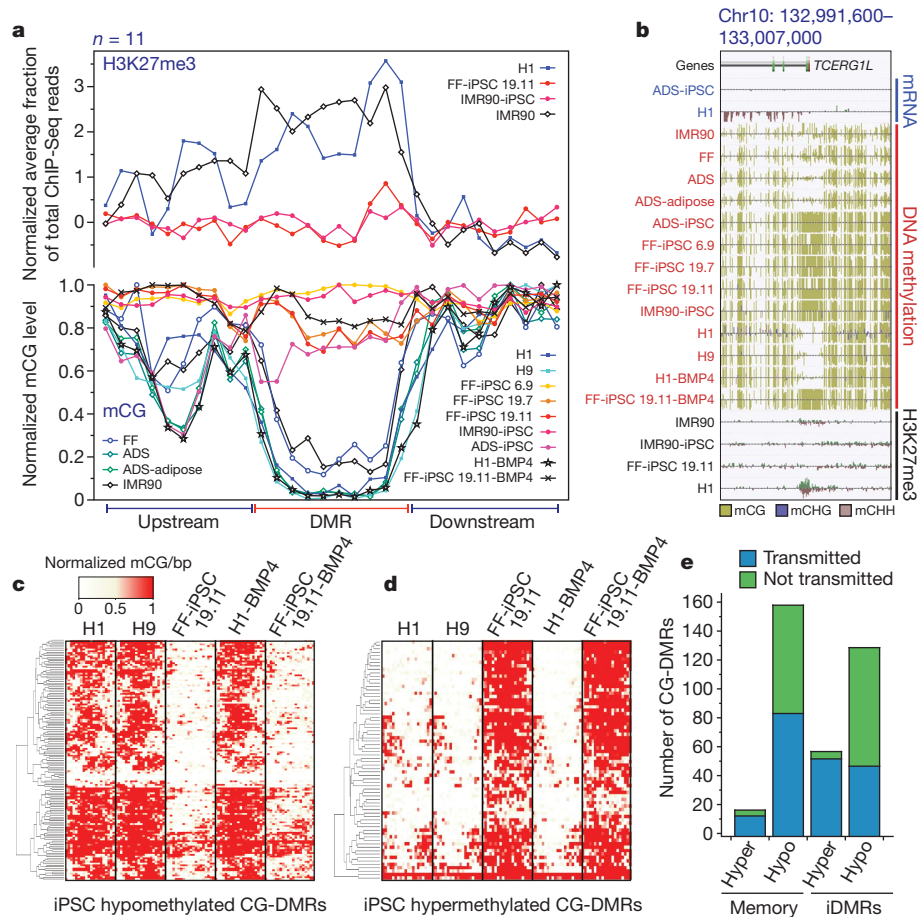 a
n = 11
H3K27me3
H1
FF-iPSC 19.11
IMR90-iPSC
IMR90
Normalized average fraction
of total ChIP-Seq reads
3
2
1
0
0
1.0
0.8
0.6
0.4
0.2
0
Normalized mCG level
mCG
FF
ADS
ADS-adipose
IMR90
H1
H9
FF-iPSC 6.9
FF-iPSC 19.7
FF-iPSC 19.11
IMR90-iPSC
ADS-iPSC
H1-BMP4
FF-iPSC 19.11-BMP4
Upstream
DMR
Downstream
b
Chr10: 132,991,600–
133,007,000
Genes
TCERG1L
ADS-iPSC
H1
IMR90
FF
ADS
ADS-adipose
ADS-iPSC
FF-iPSC 6.9
FF-iPSC 19.7
FF-iPSC 19.11
IMR90-iPSC
H1
H9
H1-BMP4
FF-iPSC 19.11-BMP4
IMR90
IMR90-iPSC
FF-iPSC 19.11
H1
mRNA
DNA methylation
H3K27me3
mCG
mCHG
mCHH
c
Normalized mCG/bp
0
0.5
1
H1
H9
FF-iPSC
19.11
H1-BMP4
FF-iPSC
19.11-BMP4
iPSC hypomethylated CG-DMRs
d
H1
H9
FF-iPSC
19.11
H1-BMP4
FF-iPSC
19.11-BMP4
iPSC hypermethylated CG-DMRs
e
Transmitted
Not transmitted
Number of CG-DMRs
160
140
120
100
80
60
40
20
0
Hyper
Hypo
Hyper
Hypo
Memory
iDMRs